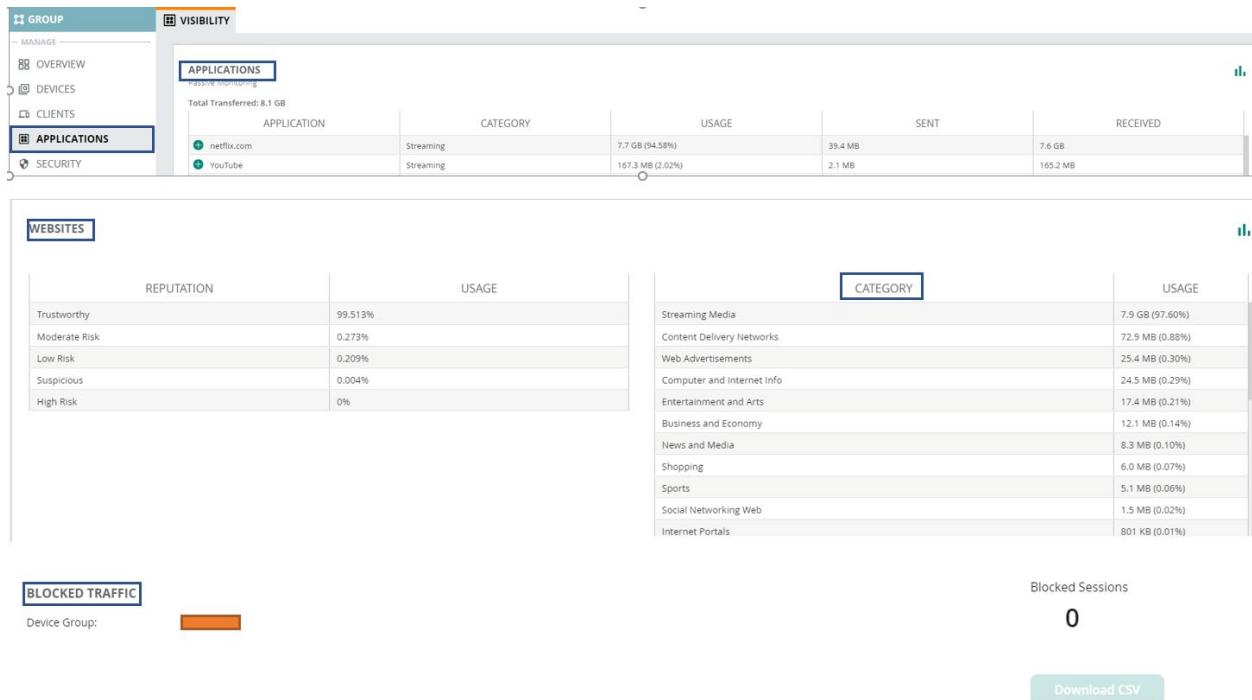 GROUP
VISIBILITY
MANAGE
OVERVIEW
DEVICES
CLIENTS
APPLICATIONS
SECURITY
APPLICATIONS
Passive Monitoring
Total Transferred: 8.1 GB
APPLICATION CATEGORY USAGE SENT RECEIVED
netflix.com Streaming 7.7 GB (94.58%) 39.4 MB 7.6 GB
YouTube Streaming 167.3 MB (2.02%) 2.1 MB 165.2 MB
WEBSITES
REPUTATION USAGE
Trustworthy 99.513%
Moderate Risk 0.273%
Low Risk 0.209%
Suspicious 0.004%
High Risk 0%
CATEGORY USAGE
Streaming Media 7.9 GB (97.60%)
Content Delivery Networks 72.9 MB (0.88%)
Web Advertisements 25.4 MB (0.30%)
Computer and Internet Info 24.5 MB (0.29%)
Entertainment and Arts 17.4 MB (0.21%)
Business and Economy 12.1 MB (0.14%)
News and Media 8.3 MB (0.10%)
Shopping 6.0 MB (0.07%)
Sports 5.1 MB (0.06%)
Social Networking Web 1.5 MB (0.02%)
Internet Portals 801 KB (0.01%)
BLOCKED TRAFFIC
Device Group:
Blocked Sessions
0
Download CSV